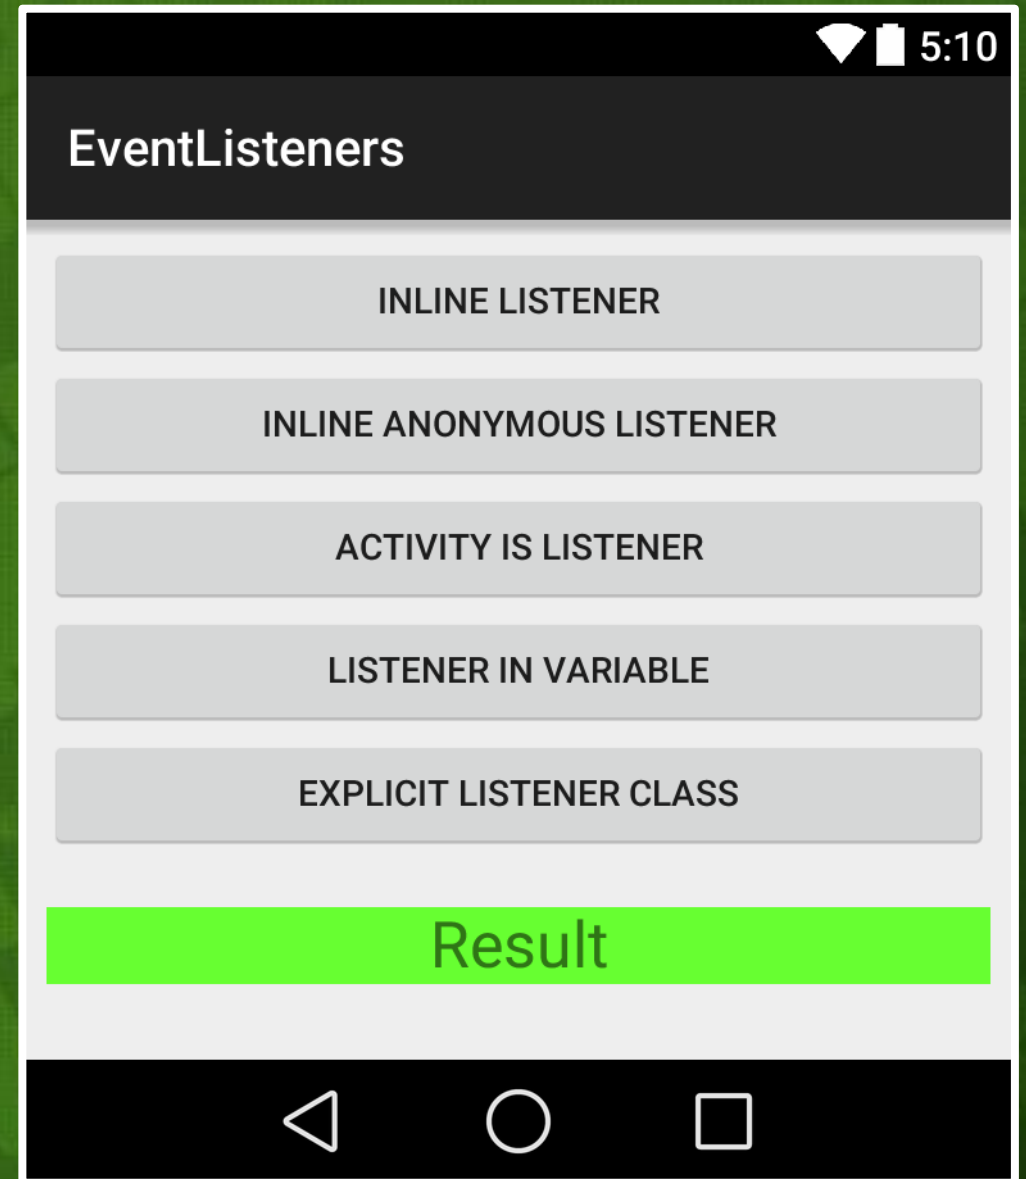 5:10
EventListeners
INLINE LISTENER
INLINE ANONYMOUS LISTENER
ACTIVITY IS LISTENER
LISTENER IN VARIABLE
EXPLICIT LISTENER CLASS
Result